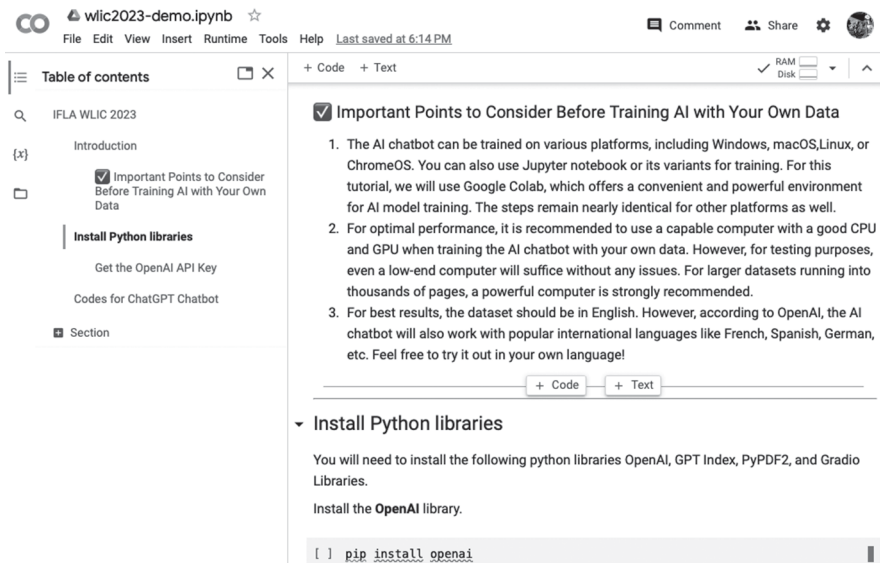 CO
wlic2023-demo.ipynb
File Edit View Insert Runtime Tools Help Last saved at 6:14 PM
Comment Share
Table of contents
+ Code + Text
RAM
Disk
IFLA WLIC 2023
Introduction
Important Points to Consider
Before Training AI with Your Own
Data
Install Python libraries
Get the OpenAI API Key
Codes for ChatGPT Chatbot
Section
{x}
Important Points to Consider Before Training AI with Your Own Data
1. The AI chatbot can be trained on various platforms, including Windows, macOS,Linux, or
ChromeOS. You can also use Jupyter notebook or its variants for training. For this
tutorial, we will use Google Colab, which offers a convenient and powerful environment
for AI model training. The steps remain nearly identical for other platforms as well.
2. For optimal performance, it is recommended to use a capable computer with a good CPU
and GPU when training the AI chatbot with your own data. However, for testing purposes,
even a low-end computer will suffice without any issues. For larger datasets running into
thousands of pages, a powerful computer is strongly recommended.
3. For best results, the dataset should be in English. However, according to OpenAI, the AI
chatbot will also work with popular international languages like French, Spanish, German,
etc. Feel free to try it out in your own language!
+ Code + Text
Install Python libraries
You will need to install the following python libraries OpenAI, GPT Index, PyPDF2, and Gradio
Libraries.
Install the OpenAI library.
[ ] pip install openai